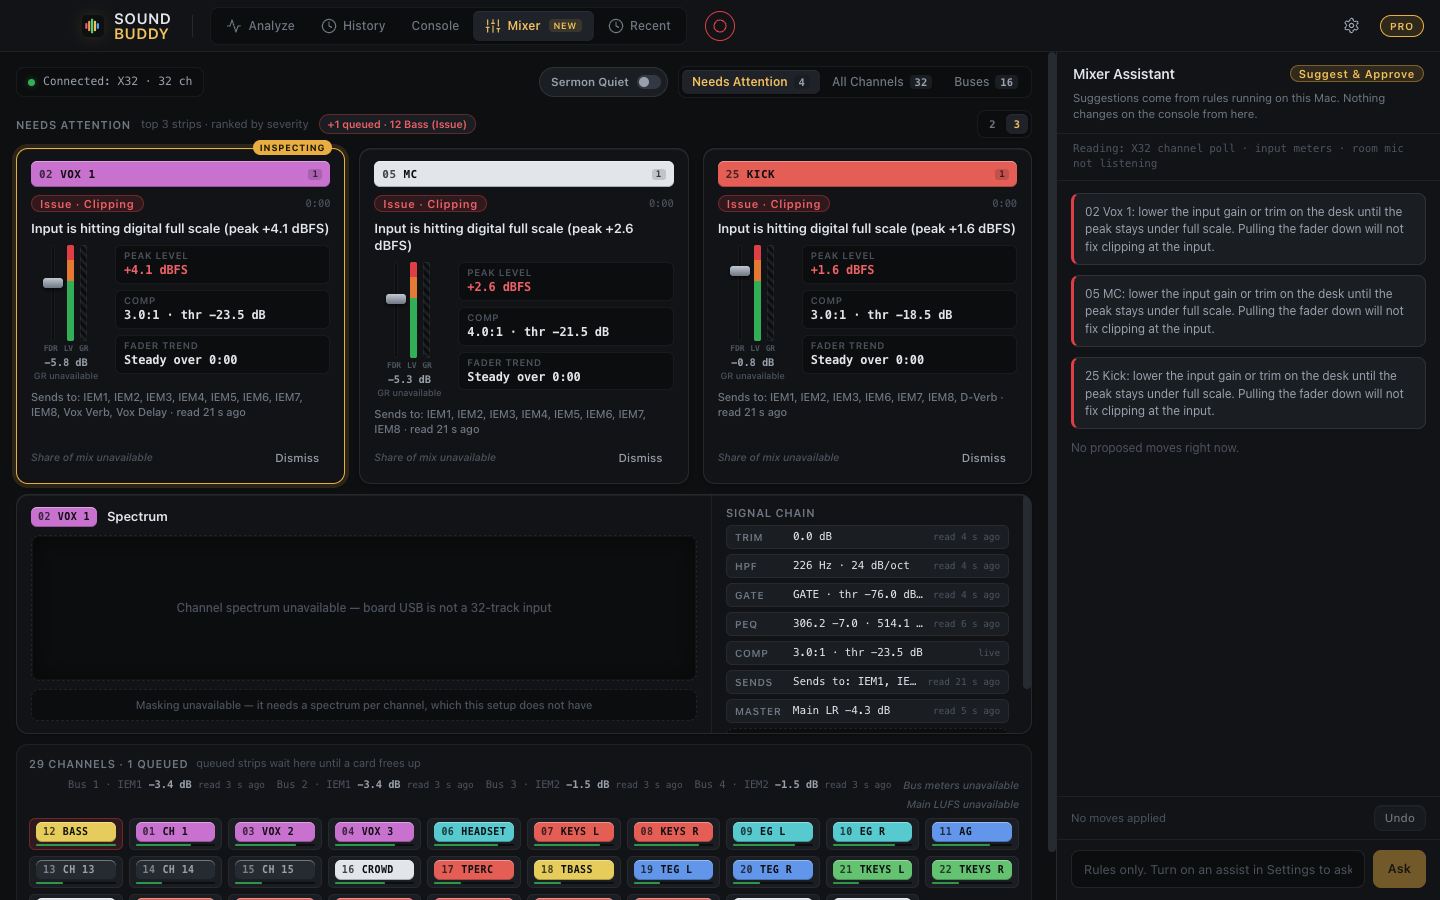 SOUND
BUDDY
Analyze
History
Console
Mixer NEW
Recent
PRO
Connected: X32 · 32 ch
Sermon Quiet
Needs Attention 4
All Channels 32
Buses 16
NEEDS ATTENTION top 3 strips · ranked by severity +1 queued · 12 Bass (Issue)
2 3
INSPECTING
02 VOX 1 1
Issue · Clipping 0:00
Input is hitting digital full scale (peak +4.1 dBFS)
PEAK LEVEL
+4.1 dBFS
COMP
3.0:1 · thr −23.5 dB
FADER TREND
Steady over 0:00
FDR LV GR
−5.8 dB
GR unavailable
Sends to: IEM1, IEM2, IEM3, IEM4, IEM5, IEM6, IEM7,
IEM8, Vox Verb, Vox Delay · read 21 s ago
Share of mix unavailable
Dismiss
05 MC 1
Issue · Clipping 0:00
Input is hitting digital full scale (peak +2.6
dBFS)
PEAK LEVEL
+2.6 dBFS
COMP
4.0:1 · thr −21.5 dB
FADER TREND
Steady over 0:00
FDR LV GR
−5.3 dB
GR unavailable
Sends to: IEM1, IEM2, IEM3, IEM4, IEM5, IEM6, IEM7,
IEM8 · read 21 s ago
Share of mix unavailable
Dismiss
25 KICK 1
Issue · Clipping 0:00
Input is hitting digital full scale (peak +1.6 dBFS)
PEAK LEVEL
+1.6 dBFS
COMP
3.0:1 · thr −18.5 dB
FADER TREND
Steady over 0:00
FDR LV GR
−0.8 dB
GR unavailable
Sends to: IEM1, IEM2, IEM3, IEM6, IEM7, IEM8, D-Verb ·
read 21 s ago
Share of mix unavailable
Dismiss
02 VOX 1 Spectrum
Channel spectrum unavailable — board USB is not a 32-track input
Masking unavailable — it needs a spectrum per channel, which this setup does not have
SIGNAL CHAIN
TRIM 0.0 dB read 4 s ago
HPF 226 Hz · 24 dB/oct read 4 s ago
GATE GATE · thr −76.0 dB… read 4 s ago
PEQ 306.2 −7.0 · 514.1 … read 6 s ago
COMP 3.0:1 · thr −23.5 dB live
SENDS Sends to: IEM1, IE… read 21 s ago
MASTER Main LR −4.3 dB read 5 s ago
29 CHANNELS · 1 QUEUED queued strips wait here until a card frees up
Bus 1 · IEM1 −3.4 dB read 3 s ago Bus 2 · IEM1 −3.4 dB read 3 s ago Bus 3 · IEM2 −1.5 dB read 3 s ago Bus 4 · IEM2 −1.5 dB read 3 s ago Bus meters unavailable
Main LUFS unavailable
12 BASS 01 CH 1 03 VOX 2 04 VOX 3 06 HEADSET 07 KEYS L 08 KEYS R 09 EG L 10 EG R 11 AG
13 CH 13 14 CH 14 15 CH 15 16 CROWD 17 TPERC 18 TBASS 19 TEG L 20 TEG R 21 TKEYS L 22 TKEYS R
Mixer Assistant Suggest & Approve
Suggestions come from rules running on this Mac. Nothing
changes on the console from here.
Reading: X32 channel poll · input meters · room mic
not listening
02 Vox 1: lower the input gain or trim on the desk until the
peak stays under full scale. Pulling the fader down will not
fix clipping at the input.
05 MC: lower the input gain or trim on the desk until the
peak stays under full scale. Pulling the fader down will not
fix clipping at the input.
25 Kick: lower the input gain or trim on the desk until the
peak stays under full scale. Pulling the fader down will not
fix clipping at the input.
No proposed moves right now.
No moves applied Undo
Rules only. Turn on an assist in Settings to ask Ask